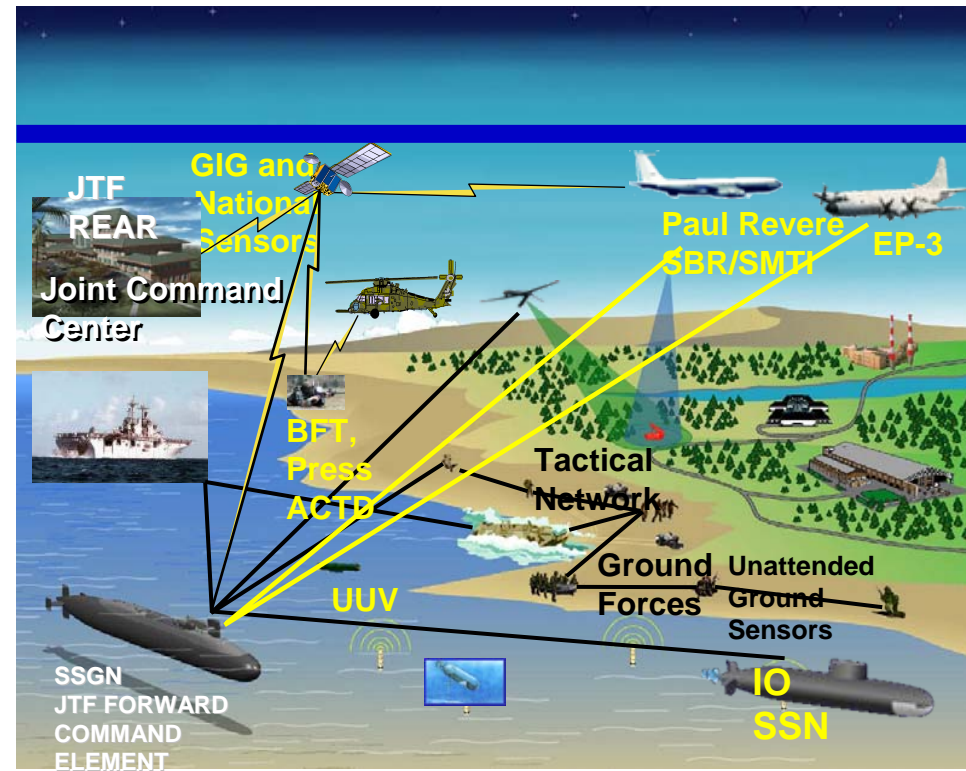 GIG and
National
Sensors
JTF
REAR
Joint Command
Center
Paul Revere
SBR/SMTI
EP-3
BFT,
Press
ACTD
Tactical
Network
Ground
Forces
Unattended
Ground
Sensors
UUV
SSGN
JTF FORWARD
COMMAND
ELEMENT
IO
SSN